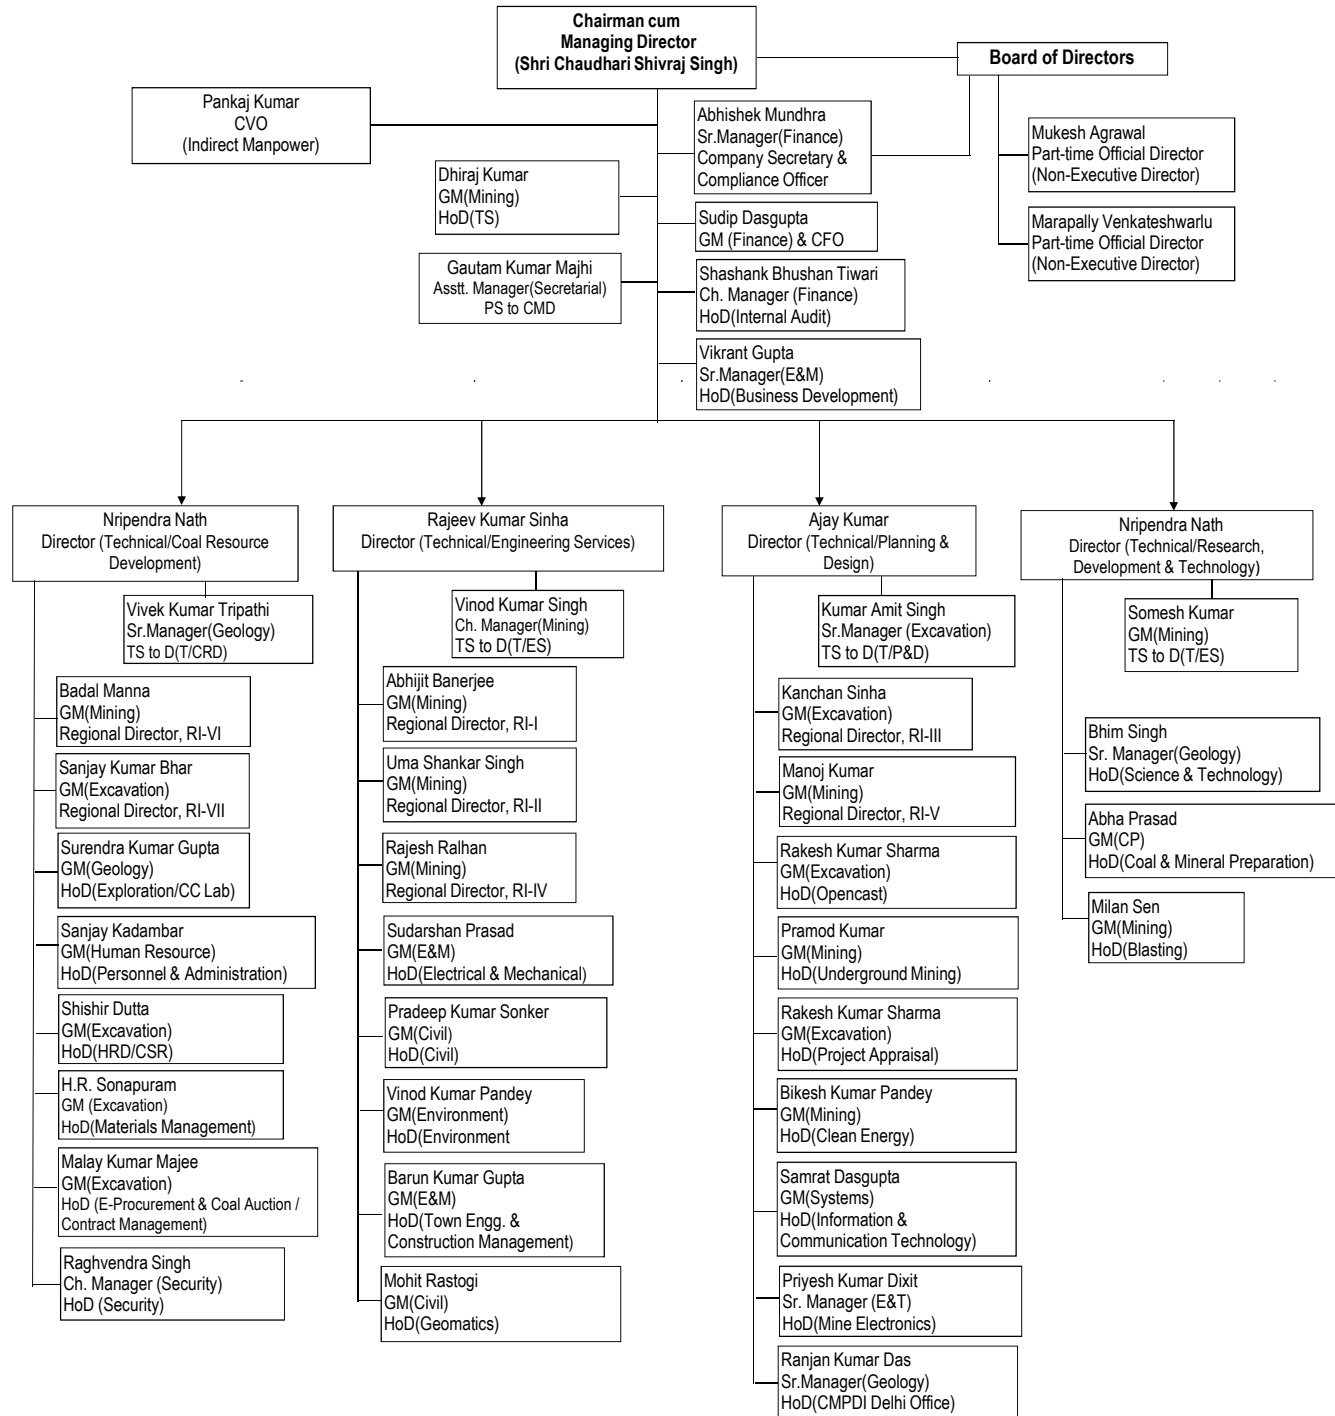 Chairman cum
Managing Director
(Shri Chaudhari Shivraj Singh)
Board of Directors
Pankaj Kumar
CVO
(Indirect Manpower)
Abhishek Mundhra
Sr.Manager(Finance)
Company Secretary &
Compliance Officer
Mukesh Agrawal
Part-time Official Director
(Non-Executive Director)
Dhiraj Kumar
GM(Mining)
HoD(TS)
Sudip Dasgupta
GM (Finance) & CFO
Marapally Venkateshwarlu
Part-time Official Director
(Non-Executive Director)
Gautam Kumar Majhi
Asstt. Manager(Secretarial)
PS to CMD
Shashank Bhushan Tiwari
Ch. Manager (Finance)
HoD(Internal Audit)
Vikrant Gupta
Sr.Manager(E&M)
HoD(Business Development)
Nripendra Nath
Director (Technical/Coal Resource
Development)
Vivek Kumar Tripathi
Sr.Manager(Geology)
TS to D(T/CRD)
Badal Manna
GM(Mining)
Regional Director, RI-VI
Sanjay Kumar Bhar
GM(Excavation)
Regional Director, RI-VII
Surendra Kumar Gupta
GM(Geology)
HoD(Exploration/CC Lab)
Sanjay Kadambar
GM(Human Resource)
HoD(Personnel & Administration)
Shishir Dutta
GM(Excavation)
HoD(HRD/CSR)
H.R. Sonapuram
GM (Excavation)
HoD(Materials Management)
Malay Kumar Majee
GM(Excavation)
HoD (E-Procurement & Coal Auction /
Contract Management)
Raghvendra Singh
Ch. Manager (Security)
HoD (Security)
Rajeev Kumar Sinha
Director (Technical/Engineering Services)
Vinod Kumar Singh
Ch. Manager(Mining)
TS to D(T/ES)
Abhijit Banerjee
GM(Mining)
Regional Director, RI-I
Uma Shankar Singh
GM(Mining)
Regional Director, RI-II
Rajesh Ralhan
GM(Mining)
Regional Director, RI-IV
Sudarshan Prasad
GM(E&M)
HoD(Electrical & Mechanical)
Pradeep Kumar Sonker
GM(Civil)
HoD(Civil)
Vinod Kumar Pandey
GM(Environment)
HoD(Environment
Barun Kumar Gupta
GM(E&M)
HoD(Town Engg. &
Construction Management)
Mohit Rastogi
GM(Civil)
HoD(Geomatics)
Ajay Kumar
Director (Technical/Planning &
Design)
Kumar Amit Singh
Sr.Manager (Excavation)
TS to D(T/P&D)
Kanchan Sinha
GM(Excavation)
Regional Director, RI-III
Manoj Kumar
GM(Mining)
Regional Director, RI-V
Rakesh Kumar Sharma
GM(Excavation)
HoD(Opencast)
Pramod Kumar
GM(Mining)
HoD(Underground Mining)
Rakesh Kumar Sharma
GM(Excavation)
HoD(Project Appraisal)
Bikesh Kumar Pandey
GM(Mining)
HoD(Clean Energy)
Samrat Dasgupta
GM(Systems)
HoD(Information &
Communication Technology)
Priyesh Kumar Dixit
Sr. Manager (E&T)
HoD(Mine Electronics)
Ranjan Kumar Das
Sr.Manager(Geology)
HoD(CMPDI Delhi Office)
Nripendra Nath
Director (Technical/Research,
Development & Technology)
Somesh Kumar
GM(Mining)
TS to D(T/ES)
Bhim Singh
Sr. Manager(Geology)
HoD(Science & Technology)
Abha Prasad
GM(CP)
HoD(Coal & Mineral Preparation)
Milan Sen
GM(Mining)
HoD(Blasting)